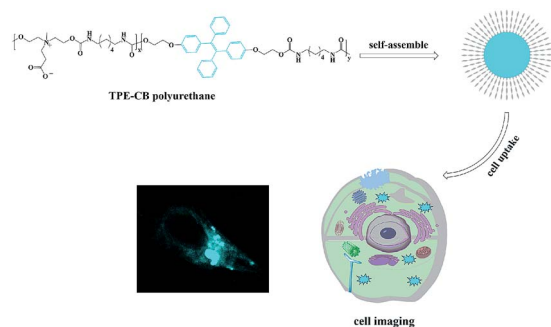 self-assemble
TPE-CB polyurethane
cell uptake
cell imaging